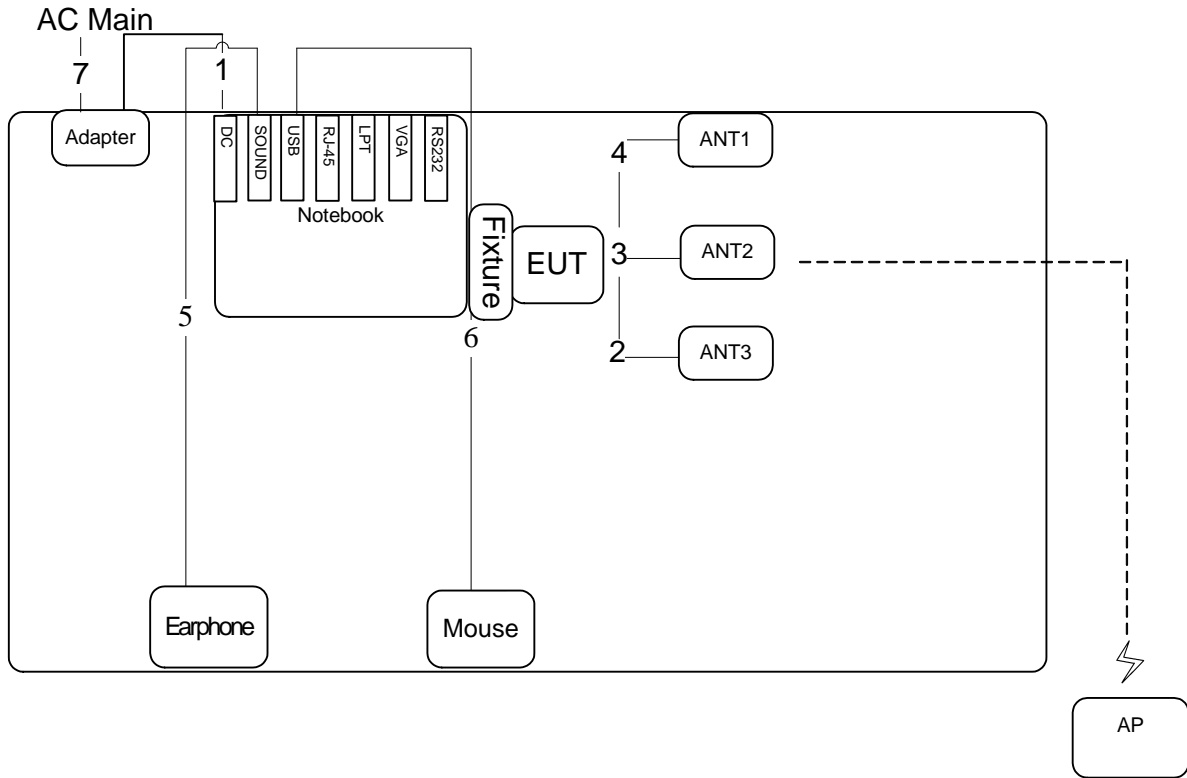 AC Main
7
1
Adapter
DC
SOUND
USB
RJ-45
LPT
VGA
RS232
Notebook
Fixture
EUT
4
ANT1
3
ANT2
2
ANT3
5
6
Earphone
Mouse
AP